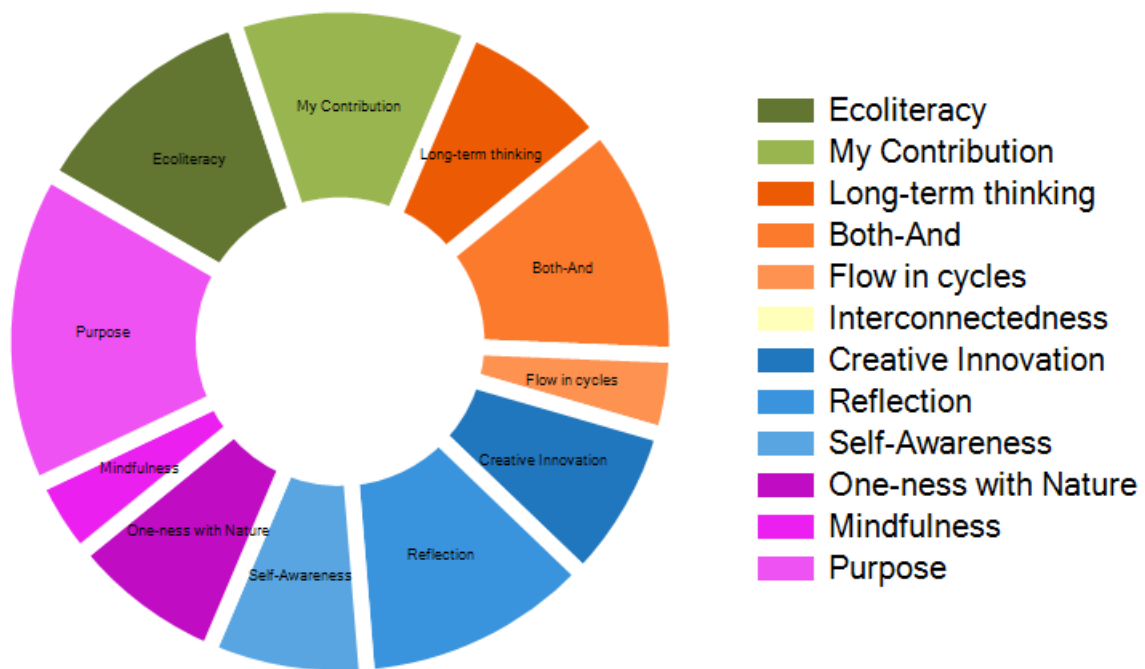 My Contribution
Ecoliteracy
Long-term thinking
Both-And
Purpose
Flow in cycles
Mindfulness
Creative Innovation
One-ness with Nature
Reflection
Self-Awareness
Ecoliteracy
My Contribution
Long-term thinking
Both-And
Flow in cycles
Interconnectedness
Creative Innovation
Reflection
Self-Awareness
One-ness with Nature
Mindfulness
Purpose